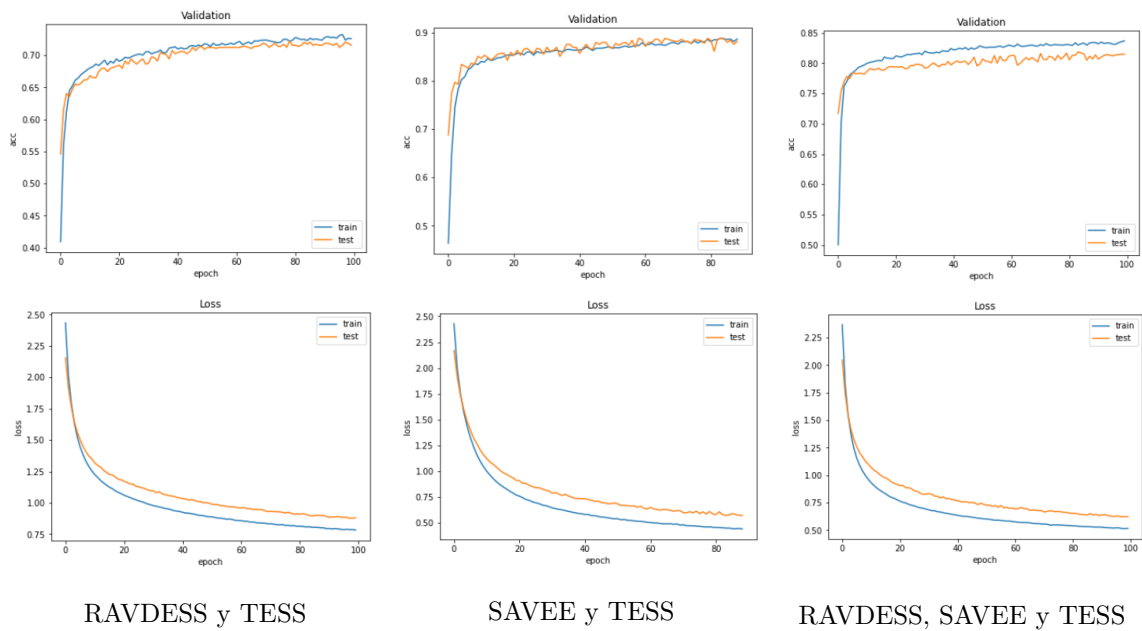 Validation
acc
0.70
0.65
0.60
0.55
0.50
0.45
0.40
0
20
40
60
80
100
epoch
train
test
Validation
acc
0.9
0.8
0.7
0.6
0.5
0
20
40
60
80
epoch
train
test
Validation
acc
0.85
0.80
0.75
0.70
0.65
0.60
0.55
0.50
0
20
40
60
80
100
epoch
train
test
Loss
loss
2.50
2.25
2.00
1.75
1.50
1.25
1.00
0.75
0
20
40
60
80
100
epoch
train
test
Loss
loss
2.50
2.25
2.00
1.75
1.50
1.25
1.00
0.75
0.50
0
20
40
60
80
epoch
train
test
Loss
loss
2.25
2.00
1.75
1.50
1.25
1.00
0.75
0.50
0
20
40
60
80
100
epoch
train
test
RAVDESS y TESS
SAVEE y TESS
RAVDESS, SAVEE y TESS